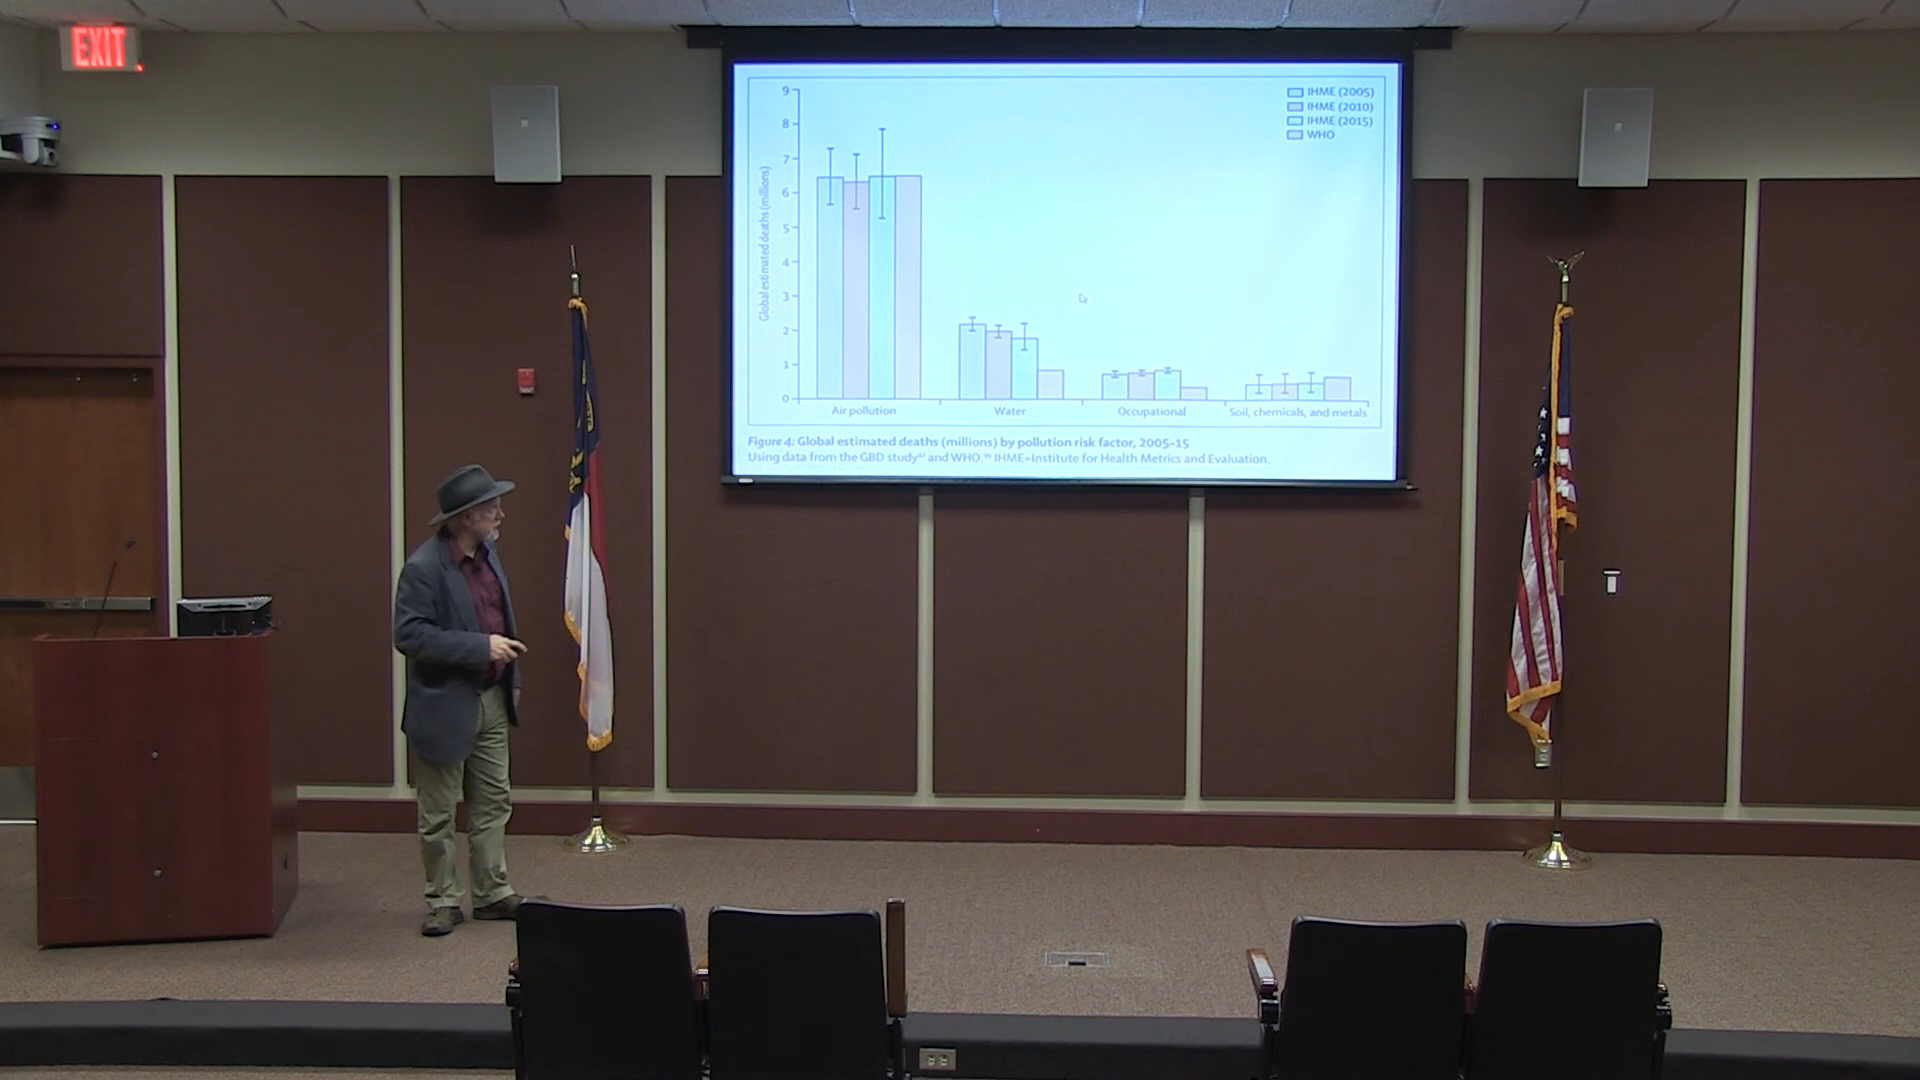 EXIT
9
8
7
6
5
4
3
2
1
0
Global estimated deaths (millions)
IHME (2005)
IHME (2010)
IHME (2015)
WHO
Air pollution
Water
Occupational
Soil, chemicals, and metals
Figure 4: Global estimated deaths (millions) by pollution risk factor, 2005–15
Using data from the GBD study and WHO. IHME=Institute for Health Metrics and Evaluation.